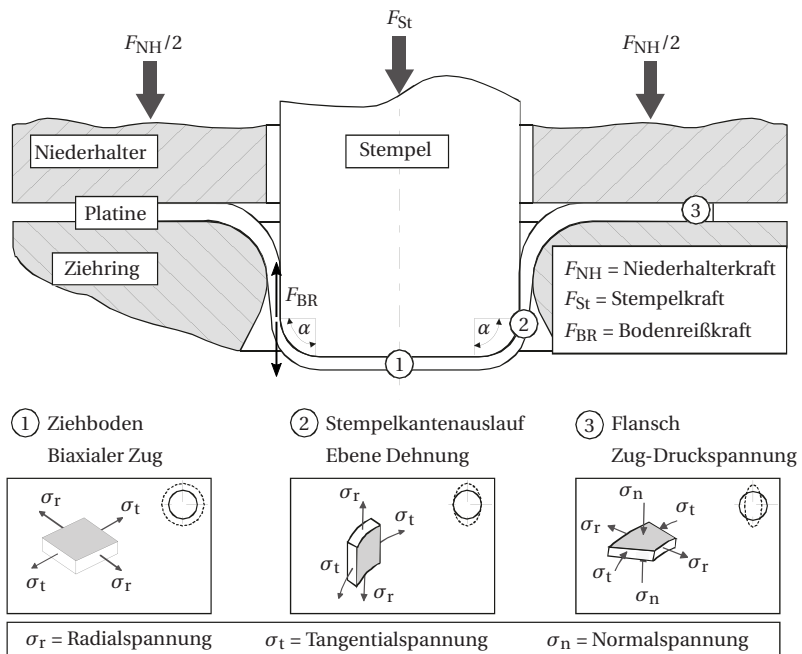 F_St
F_NH/2
F_NH/2
Niederhalter
Stempel
Platine
3
Ziehring
F_BR
α
α
2
1
F_NH = Niederhalterkraft
F_St = Stempelkraft
F_BR = Bodenreißkraft
1 Ziehboden
Biaxialer Zug
2 Stempelkantenauslauf
Ebene Dehnung
3 Flansch
Zug-Druckspannung
σ_r
σ_t
σ_t
σ_r
σ_r
σ_t
σ_t
σ_r
σ_n
σ_r
σ_t
σ_t
σ_r
σ_n
σ_r = Radialspannung σ_t = Tangentialspannung σ_n = Normalspannung